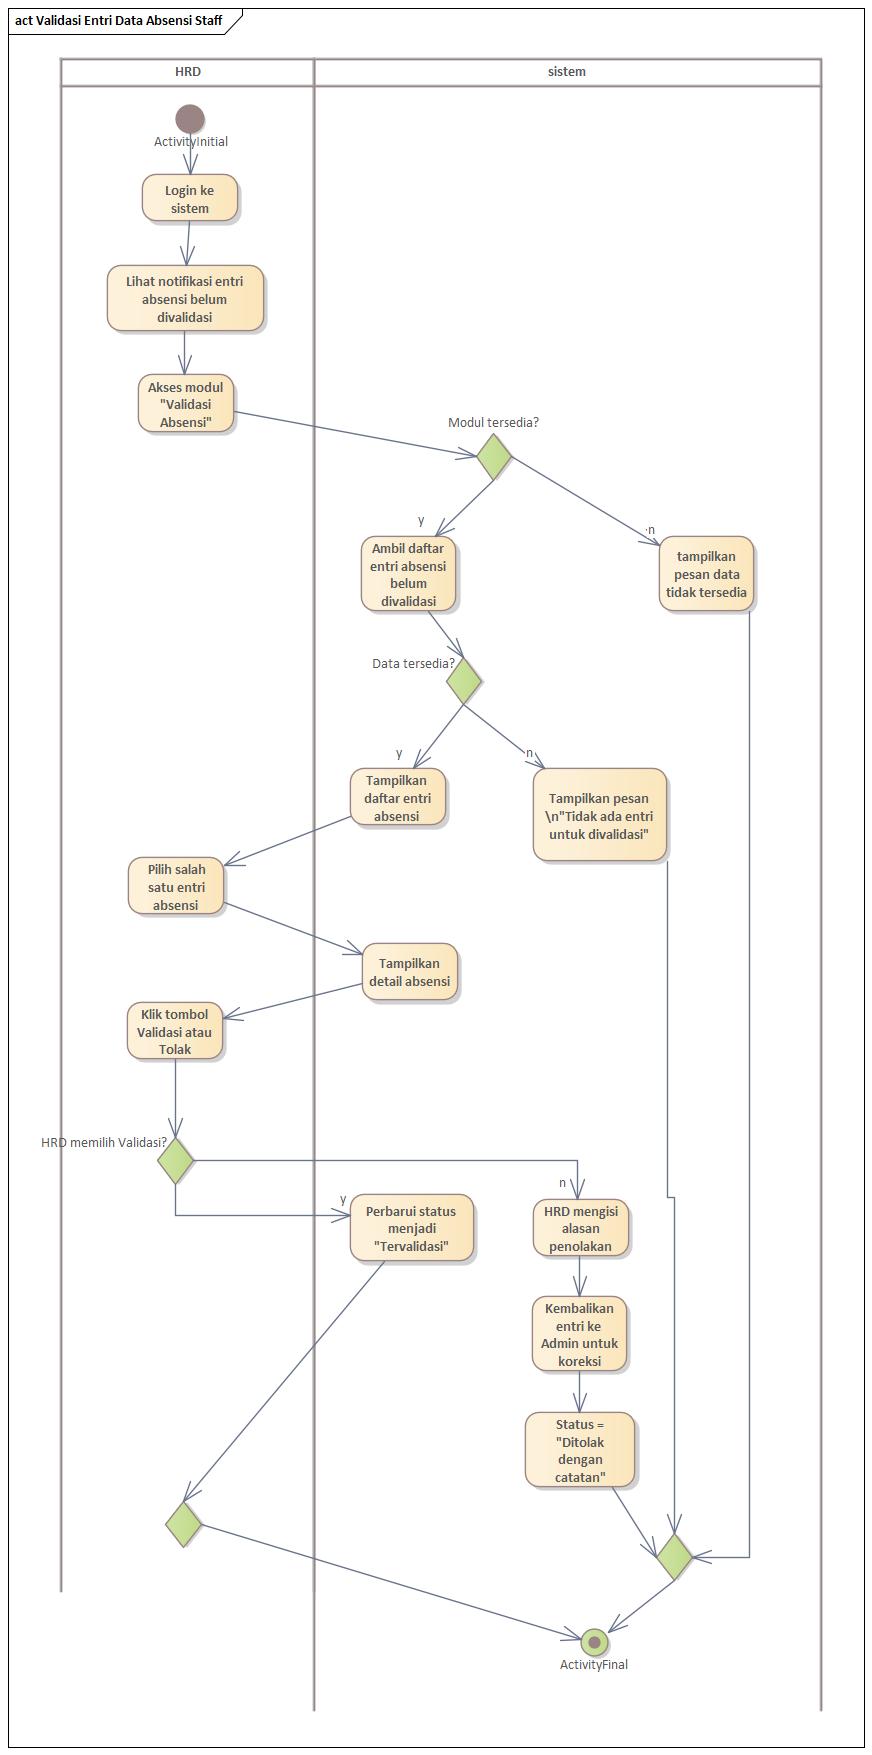 act Validasi Entri Data Absensi Staff
HRD
sistem
ActivityInitial
Login ke
sistem
Lihat notifikasi entri
absensi belum
divalidasi
Akses modul
"Validasi
Absensi"
Modul tersedia?
y
n
Ambil daftar
entri absensi
belum
divalidasi
tampilkan
pesan data
tidak tersedia
Data tersedia?
y
n
Tampilkan
daftar entri
absensi
Tampilkan pesan
\n"Tidak ada entri
untuk divalidasi"
Pilih salah
satu entri
absensi
Tampilkan
detail absensi
Klik tombol
Validasi atau
Tolak
HRD memilih Validasi?
n
y
Perbarui status
menjadi
"Tervalidasi"
HRD mengisi
alasan
penolakan
Kembalikan
entri ke
Admin untuk
koreksi
Status =
"Ditolak
dengan
catatan"
ActivityFinal